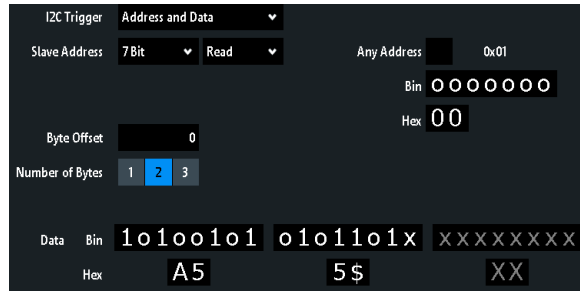 I2C Trigger Address and Data
Slave Address 7 Bit Read Any Address 0x01
Bin 0000000
Hex 00
Byte Offset 0
Number of Bytes 1 2 3
Data Bin 10100101 0101101X XXXXXXXX
Hex A5 5$ XX